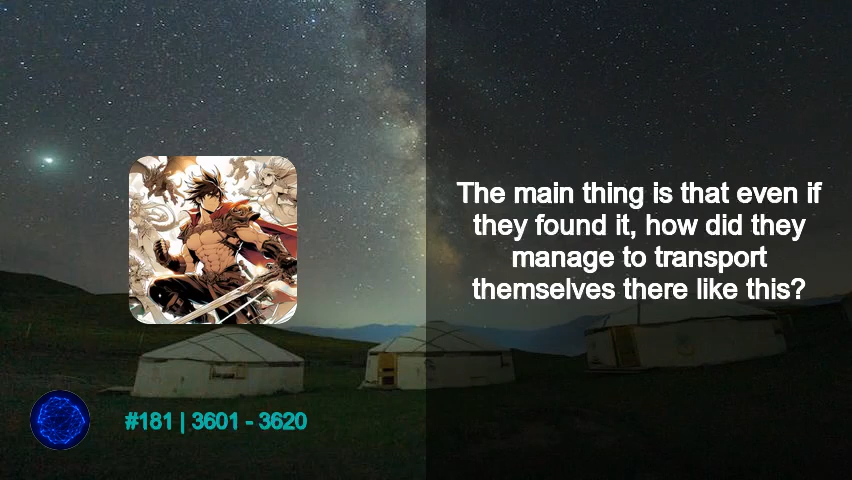 The main thing is that even if
they found it, how did they
manage to transport
themselves there like this?
#181 | 3601 - 3620